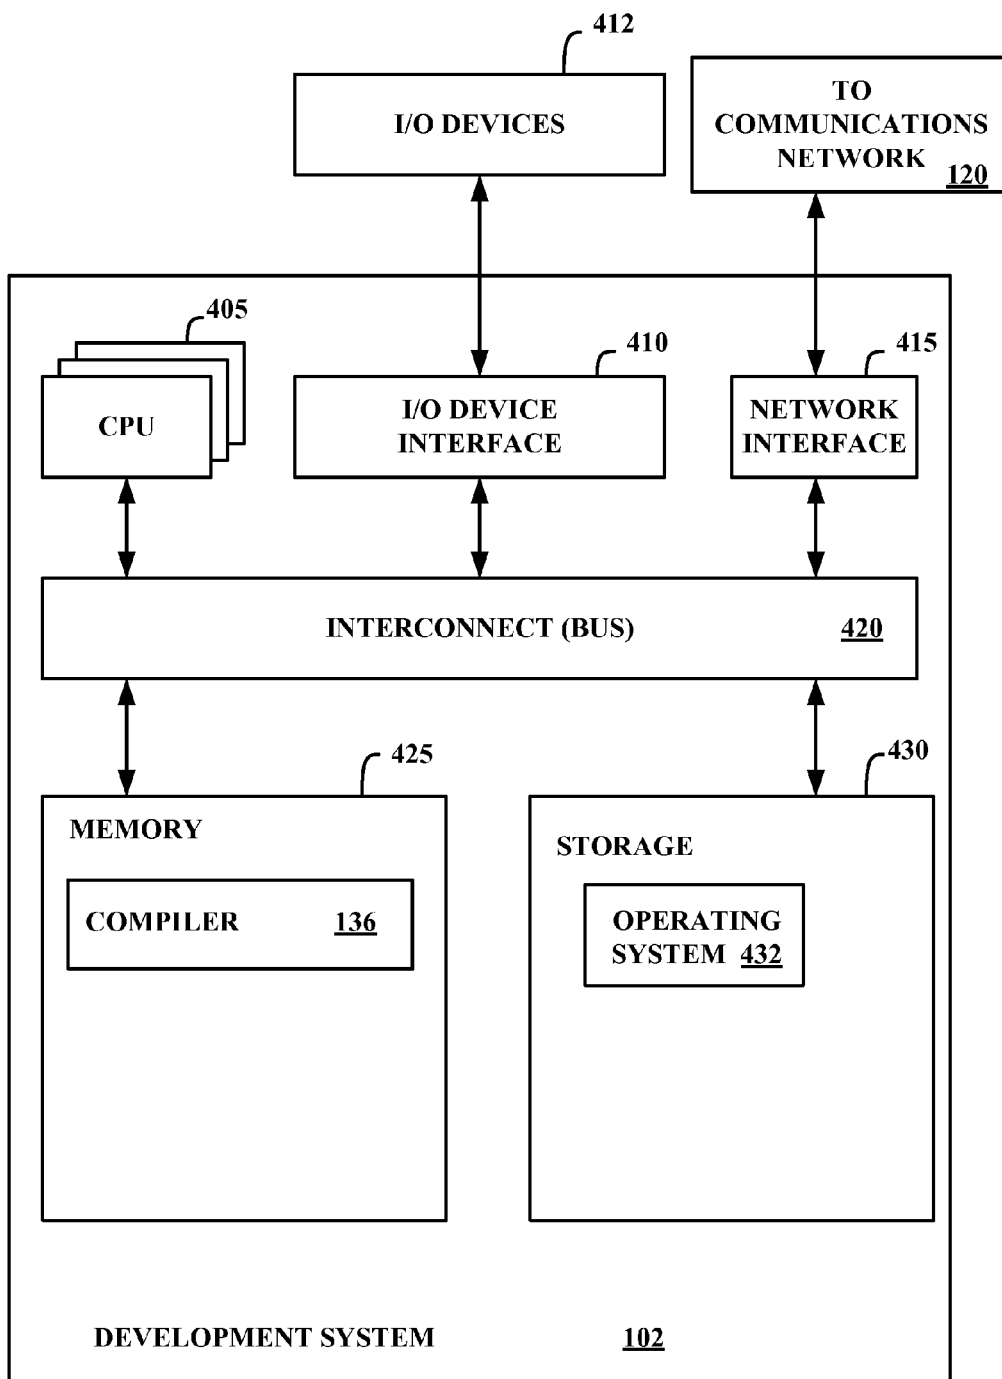 412
I/O DEVICES
TO
COMMUNICATIONS
NETWORK
120
405
CPU
410
I/O DEVICE
INTERFACE
415
NETWORK
INTERFACE
INTERCONNECT (BUS) 420
425
MEMORY
COMPILER 136
430
STORAGE
OPERATING
SYSTEM 432
DEVELOPMENT SYSTEM 102